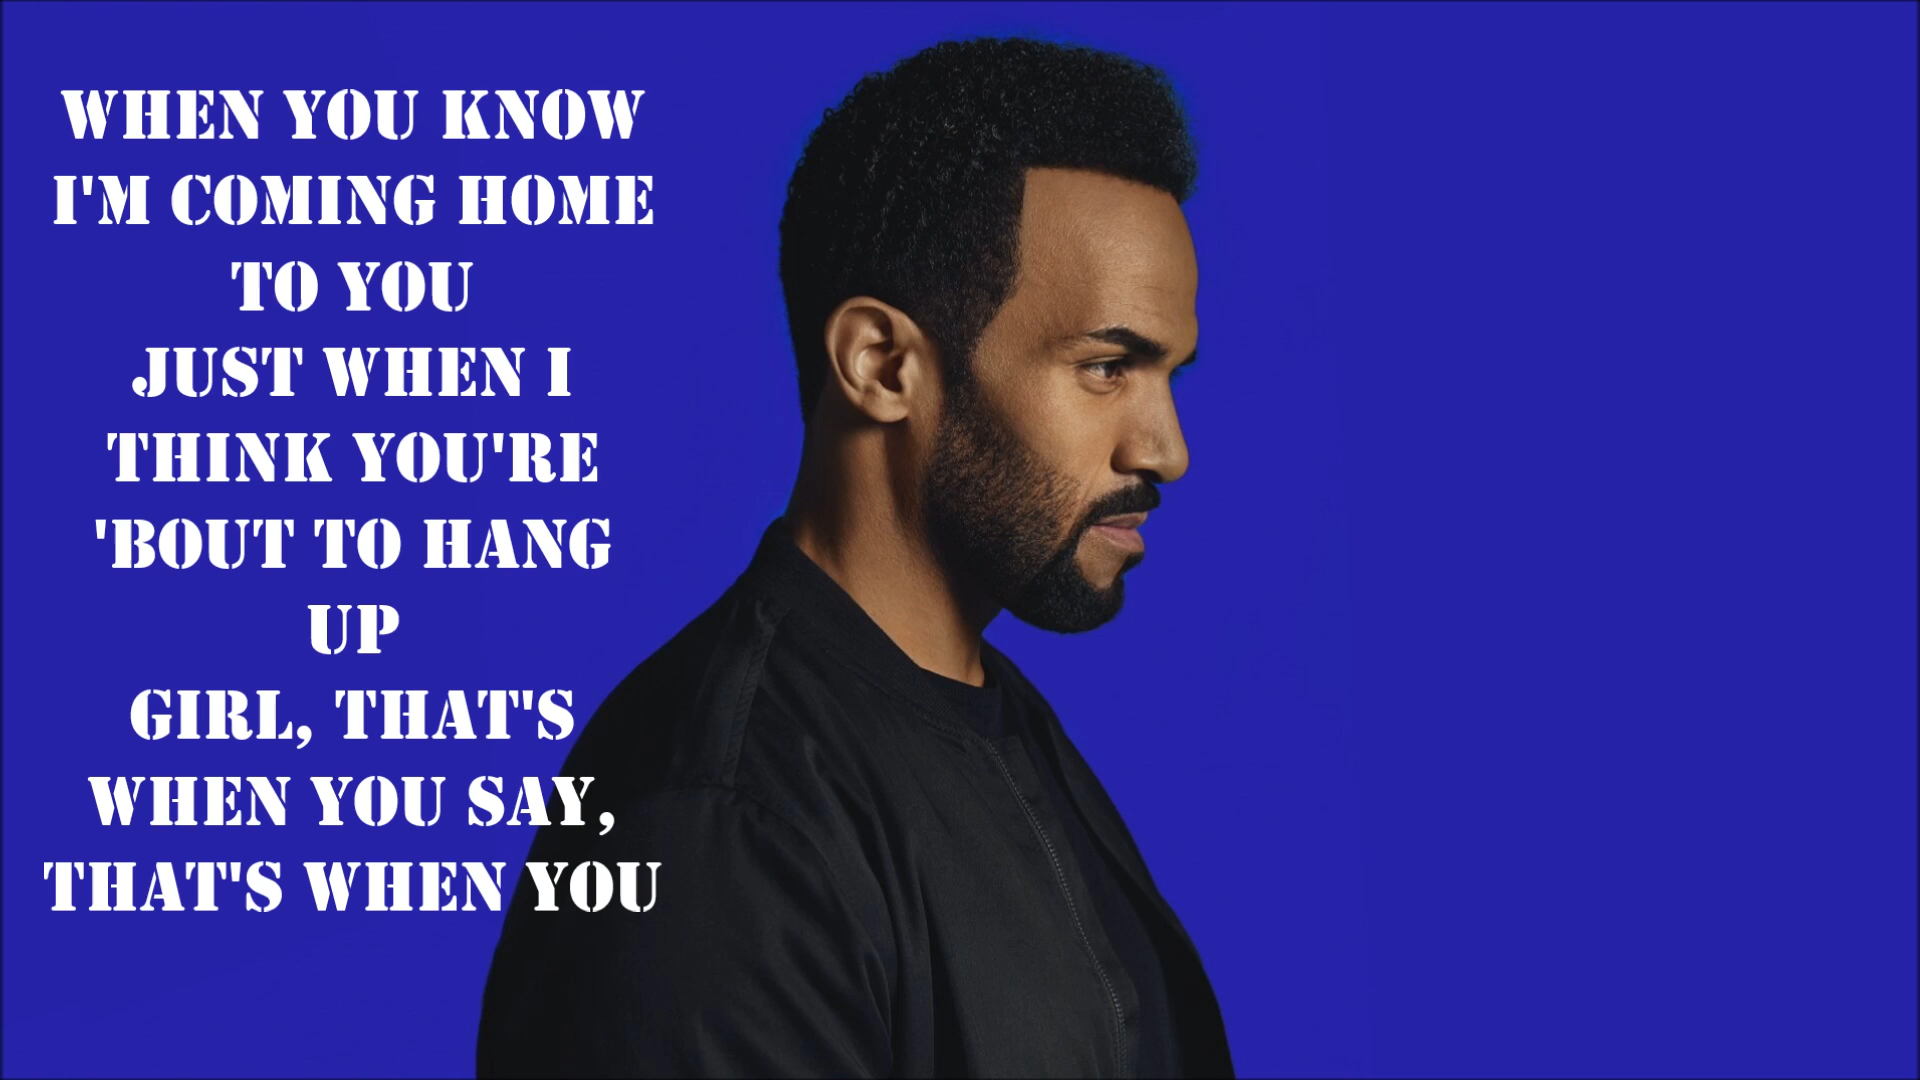 WHEN YOU KNOW
I'M COMING HOME
TO YOU
JUST WHEN I
THINK YOU'RE
'BOUT TO HANG
UP
GIRL, THAT'S
WHEN YOU SAY,
THAT'S WHEN YOU